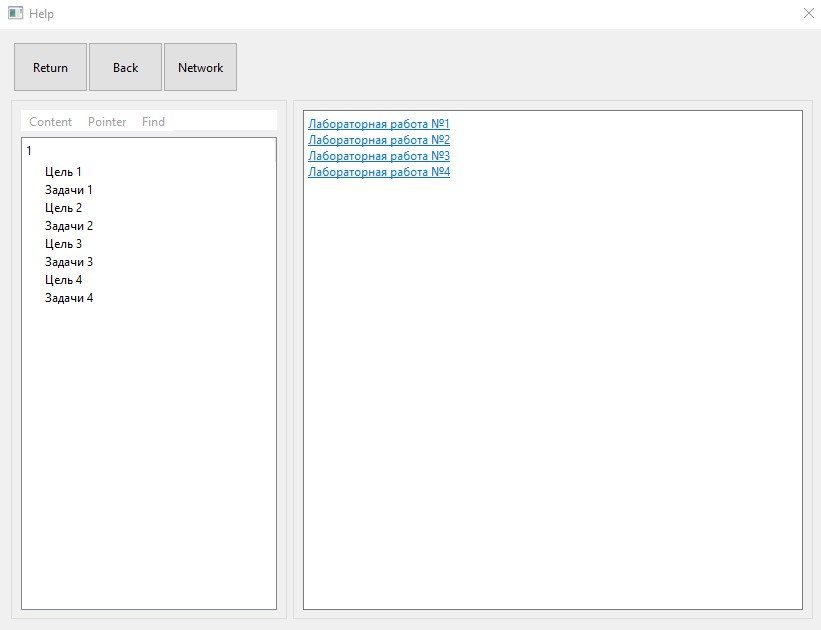 Help
Return Back Network
Content Pointer Find
1
Цель 1
Задачи 1
Цель 2
Задачи 2
Цель 3
Задачи 3
Цель 4
Задачи 4
Лабораторная работа №1
Лабораторная работа №2
Лабораторная работа №3
Лабораторная работа №4